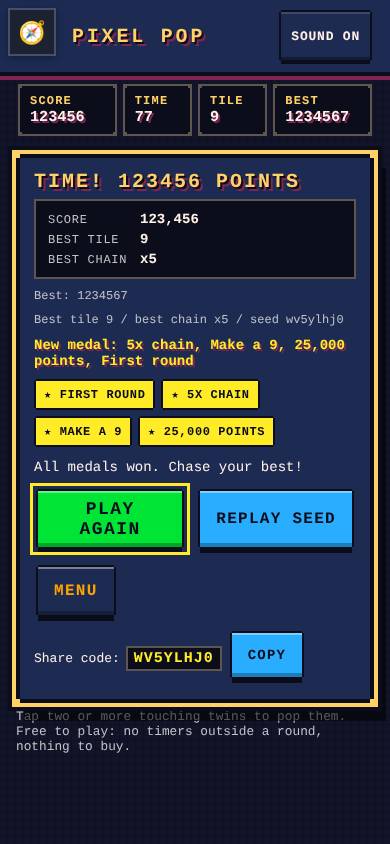 PIXEL POP
SOUND ON
SCORE
123456
TIME
77
TILE
9
BEST
1234567
TIME! 123456 POINTS
SCORE 123,456
BEST TILE 9
BEST CHAIN x5
Best: 1234567
Best tile 9 / best chain x5 / seed wv5ylhj0
New medal: 5x chain, Make a 9, 25,000
points, First round
★ FIRST ROUND
★ 5X CHAIN
★ MAKE A 9
★ 25,000 POINTS
All medals won. Chase your best!
PLAY
AGAIN
REPLAY SEED
MENU
Share code: WV5YLHJ0
COPY
Tap two or more touching twins to pop them.
Free to play: no timers outside a round,
nothing to buy.